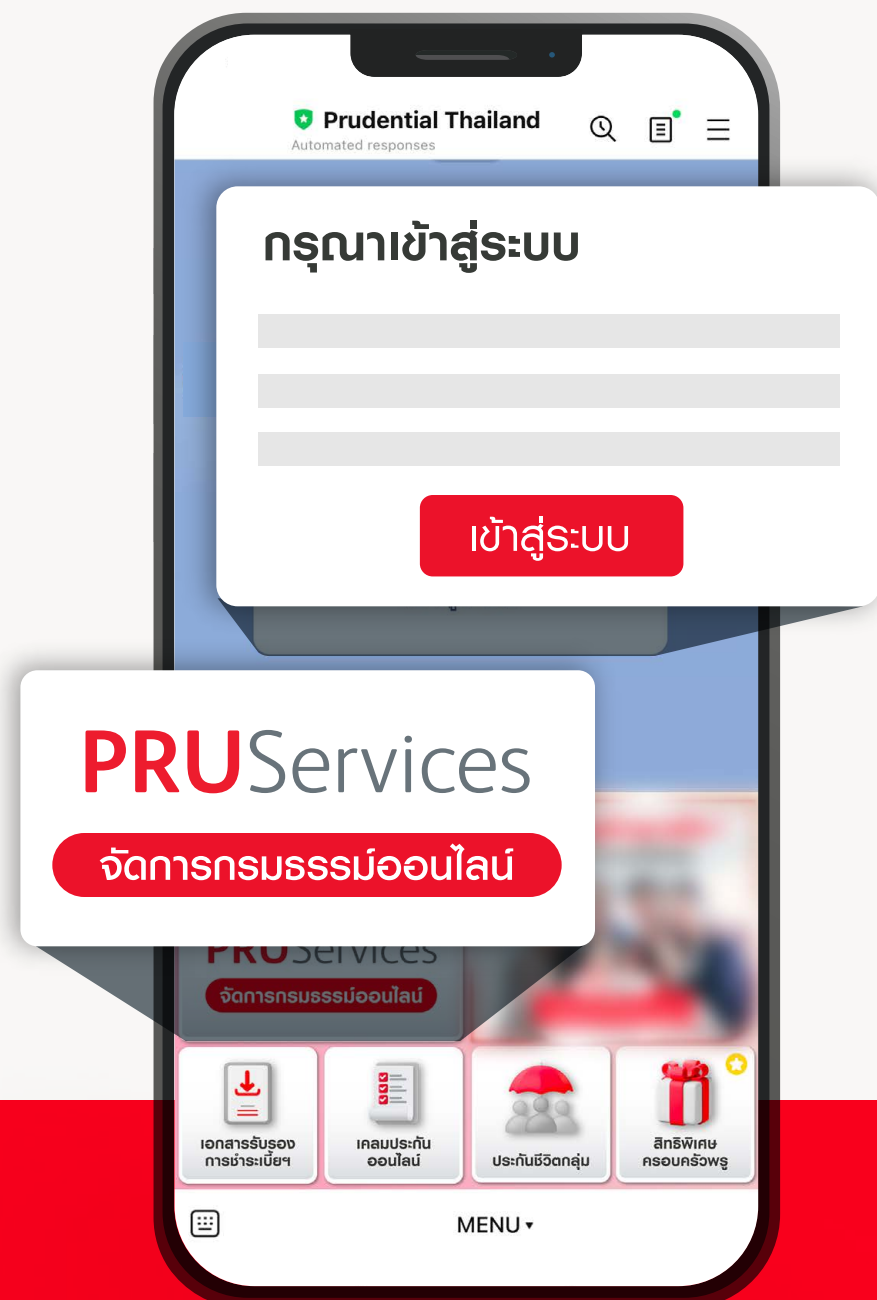 Prudential Thailand
Automated responses
กรุณาเข้าสู่ระบบ
เข้าสู่ระบบ
PRUServices
จัดการกรมธรรม์ออนไลน์
PRUServices
จัดการกรมธรรม์ออนไลน์
เอกสารรับรอง
การชำระเบี้ยฯ
เคลมประกัน
ออนไลน์
ประกันชีวิตกลุ่ม
สิทธิพิเศษ
ครอบครัวพรู
MENU